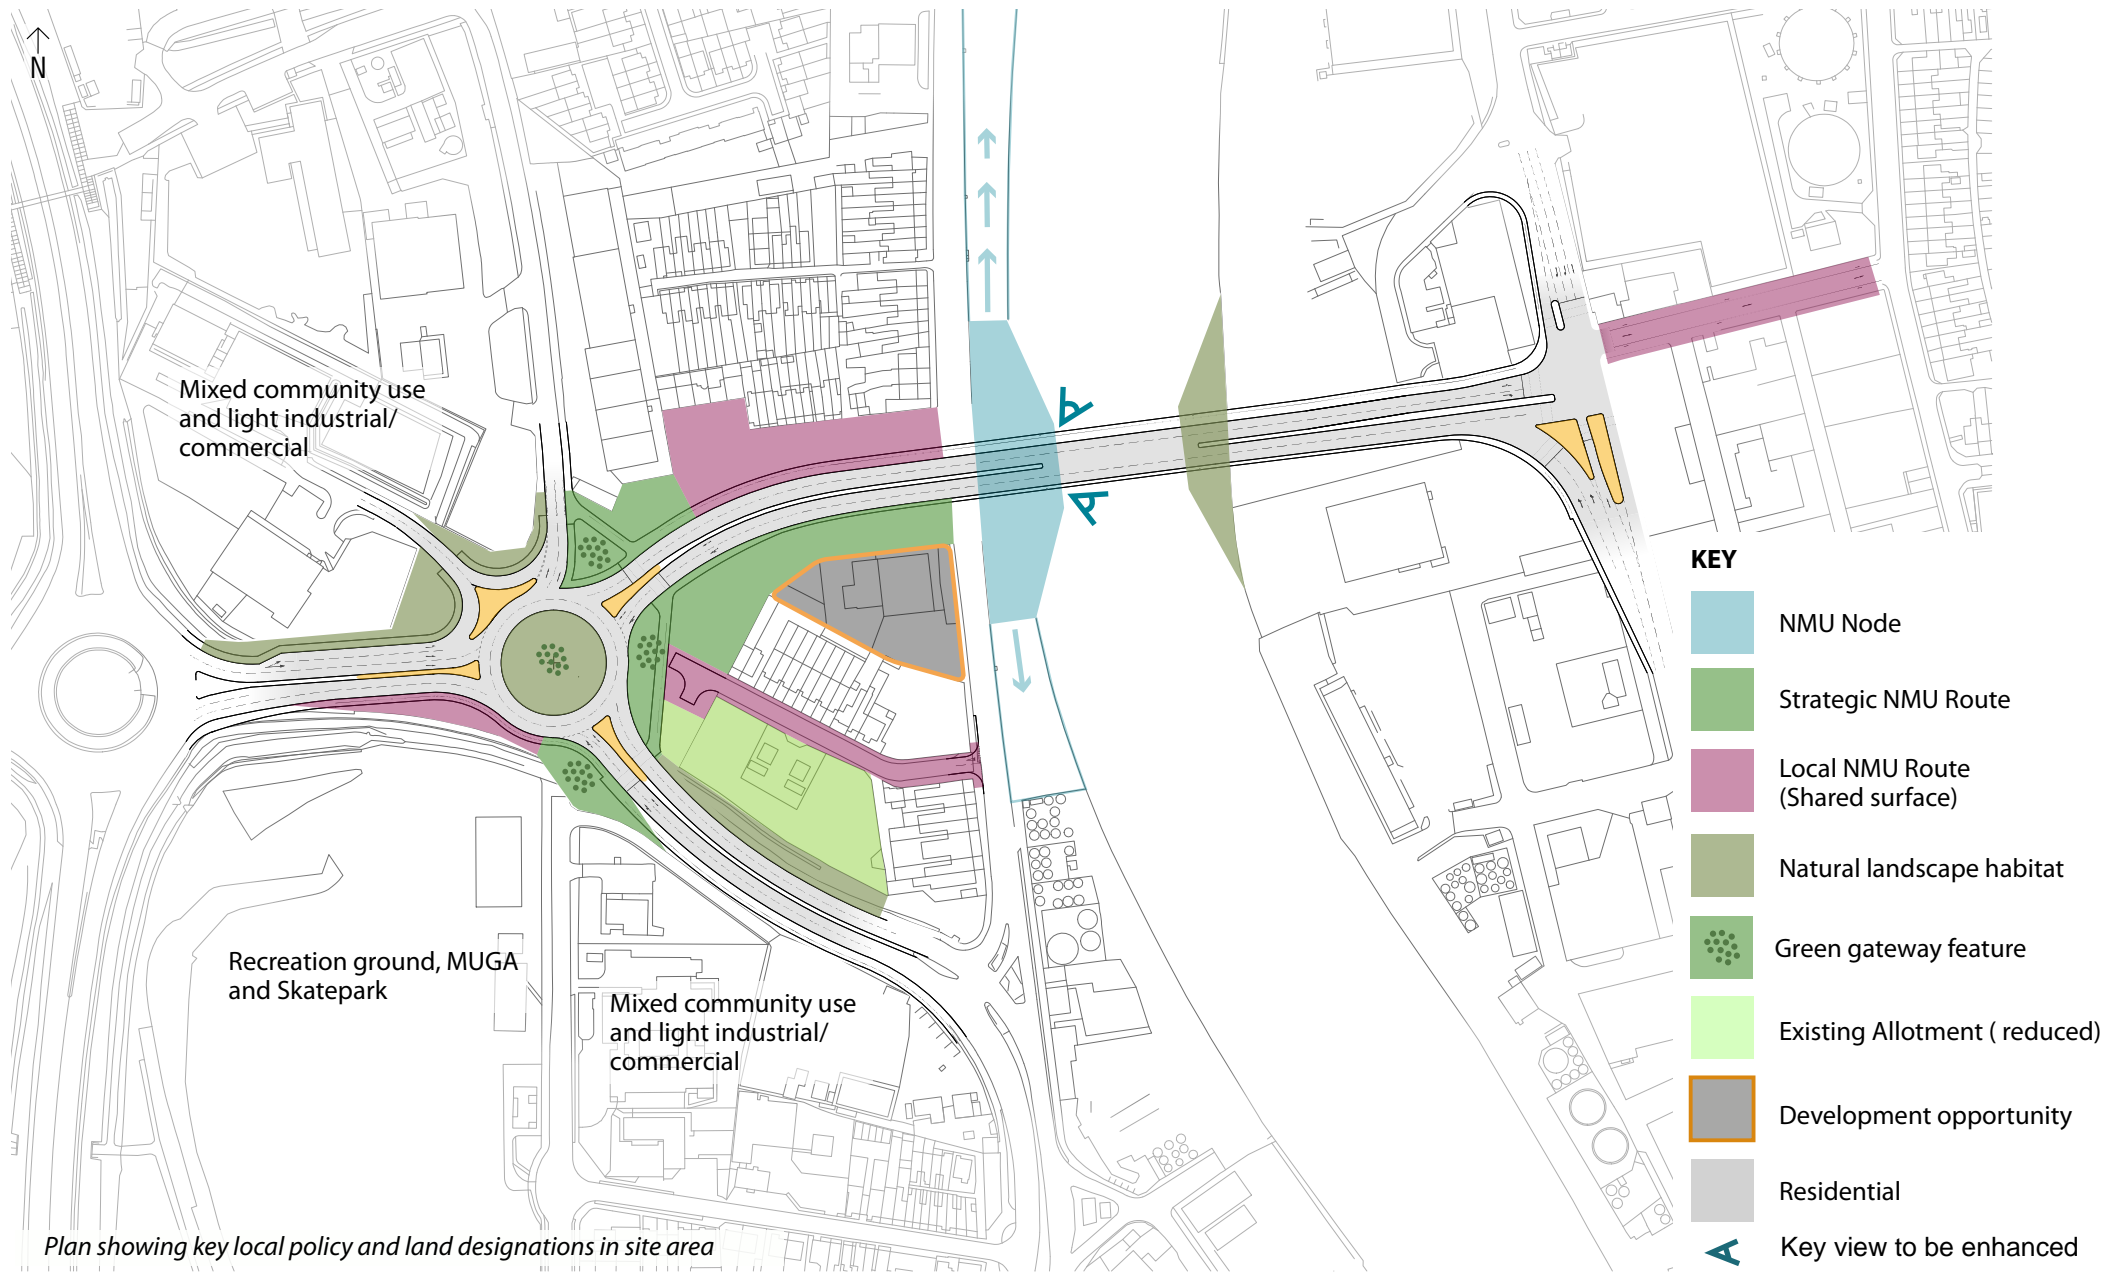 N
Mixed community use
and light industrial/
commercial
Recreation ground, MUGA
and Skatepark
Mixed community use
and light industrial/
commercial
KEY
NMU Node
Strategic NMU Route
Local NMU Route
(Shared surface)
Natural landscape habitat
Green gateway feature
Existing Allotment ( reduced)
Development opportunity
Residential
Key view to be enhanced
Plan showing key local policy and land designations in site area